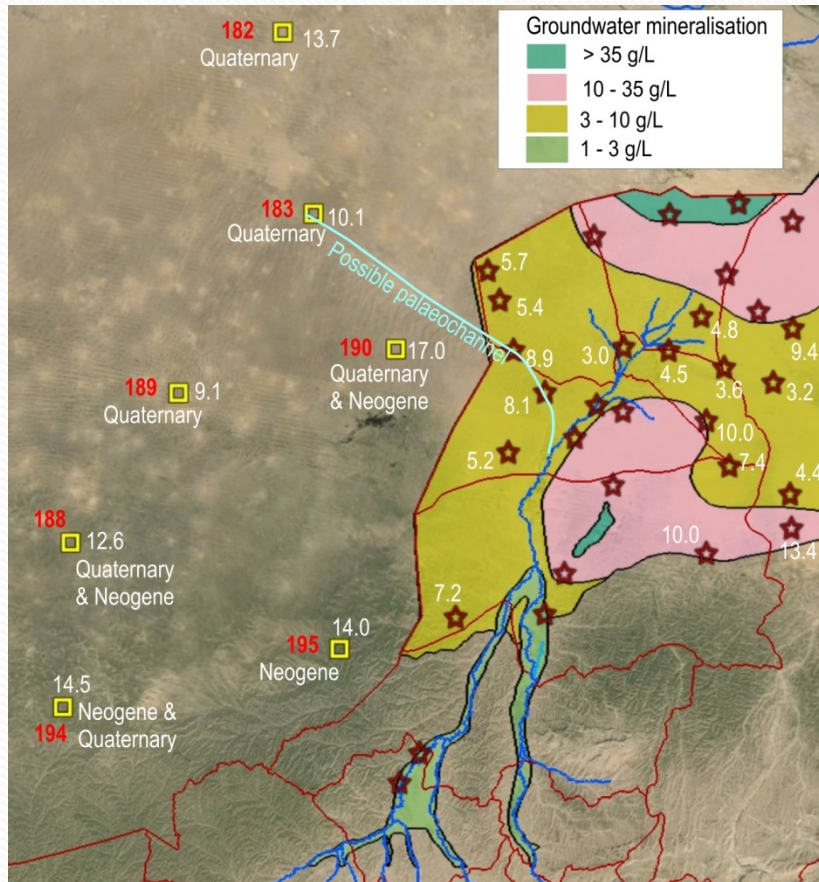 Groundwater mineralisation
> 35 g/L
10 - 35 g/L
3 - 10 g/L
1 - 3 g/L
182
13.7
Quaternary
183
10.1
Quaternary
Possible palaeochannel
5.7
5.4
190
17.0
Quaternary
& Neogene
8.9
3.0
4.8
4.5
9.4
3.6
3.2
189
9.1
Quaternary
8.1
10.0
5.2
7.4
4.4
188
12.6
Quaternary
& Neogene
10.0
13.4
7.2
195
14.0
Neogene
14.5
194
Neogene &
Quaternary